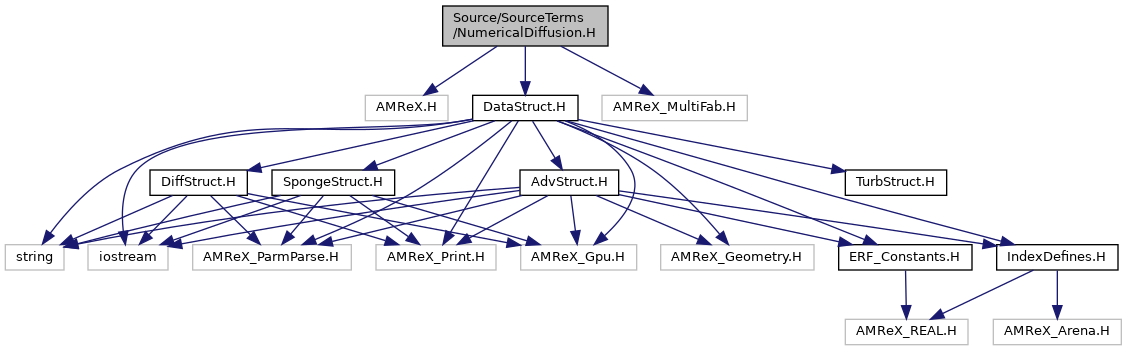 Source/SourceTerms
/NumericalDiffusion.H
AMReX.H
DataStruct.H
AMReX_MultiFab.H
DiffStruct.H
SpongeStruct.H
AdvStruct.H
TurbStruct.H
string
iostream
AMReX_ParmParse.H
AMReX_Print.H
AMReX_Gpu.H
AMReX_Geometry.H
ERF_Constants.H
IndexDefines.H
AMReX_REAL.H
AMReX_Arena.H